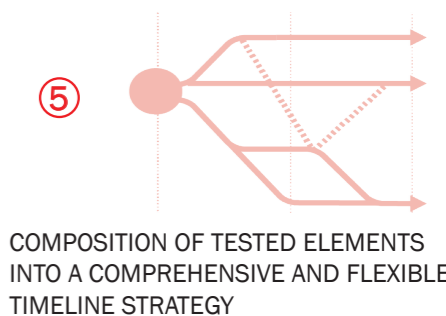 ⑤
COMPOSITION OF TESTED ELEMENTS
INTO A COMPREHENSIVE AND FLEXIBLE
TIMELINE STRATEGY